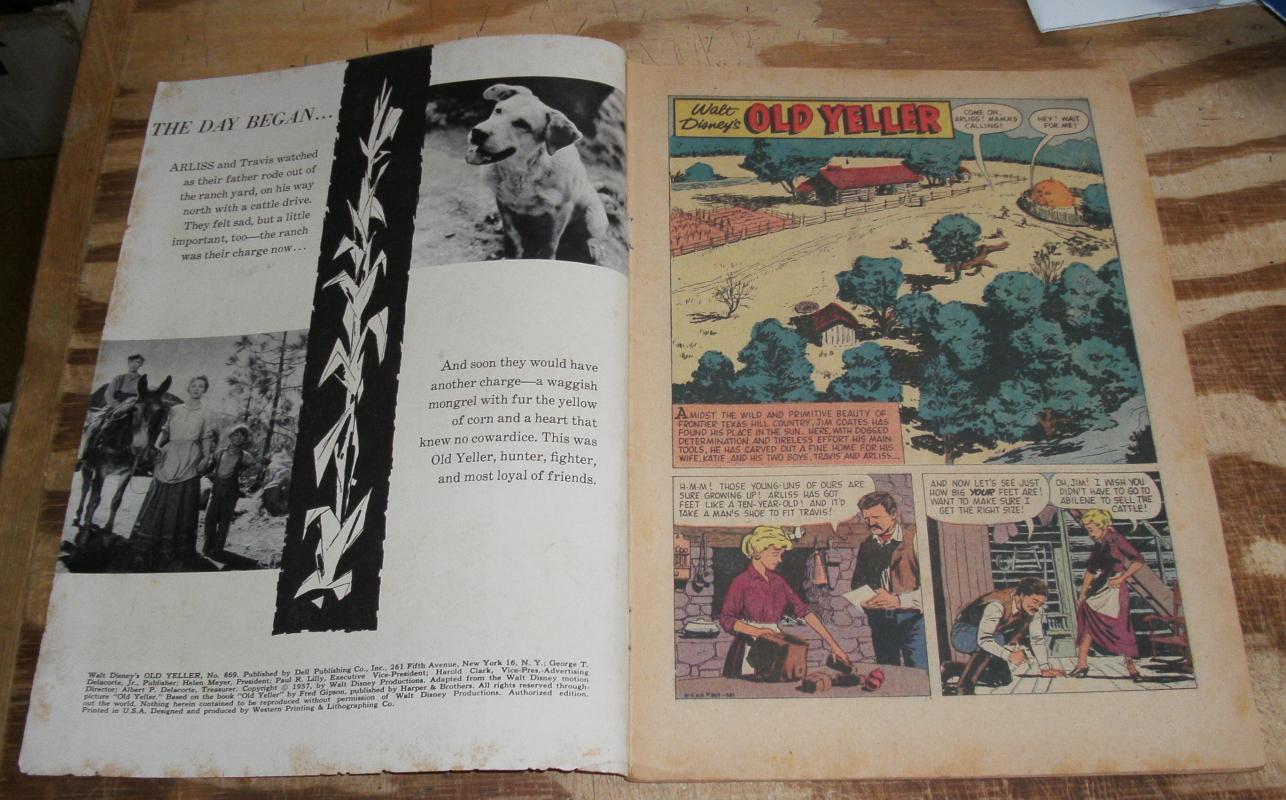 THE DAY BEGAN...
ARLISS and Travis watched
as their father rode out of
the ranch yard, on his way
north with a cattle drive.
They felt sad, but a little
important, too—the ranch
was their charge now...
And soon they would have
another charge—a waggish
mongrel with fur the yellow
of corn and a heart that
knew no cowardice. This was
Old Yeller, hunter, fighter,
and most loyal of friends.
Walt Disney's OLD YELLER, No. 869. Published by Dell Publishing Co., Inc., 261 Fifth Avenue, New York 16, N. Y.; George T.
Delacorte, Jr., Publisher; Helen Meyer, President; Paul R. Lilly, Executive Vice-President; Harold Clark, Vice-Pres.-Advertising
Director; Albert P. Delacorte, Treasurer. Copyright © 1957, by Walt Disney Productions. Adapted from the Walt Disney motion
picture "Old Yeller." Based on the book "Old Yeller" by Fred Gipson, published by Harper & Brothers. All rights reserved through-
out the world. Nothing herein contained to be reproduced without permission of Walt Disney Productions. Authorized edition.
Printed in U.S.A. Designed and produced by Western Printing & Lithographing Co.
Walt
Disney's OLD YELLER
COME ON,
ARLISS! MAMA'S
CALLING!
HEY! WAIT
FOR ME!
AMIDST THE WILD AND PRIMITIVE BEAUTY OF
FRONTIER TEXAS HILL COUNTRY, JIM COATES HAS
FOUND HIS PLACE IN THE SUN. HERE, WITH DOGGED
DETERMINATION AND TIRELESS EFFORT HIS MAIN
TOOLS, HE HAS CARVED OUT A FINE HOME FOR HIS
WIFE, KATIE, AND HIS TWO BOYS, TRAVIS AND ARLISS...
H-M-M! THOSE YOUNG-UNS OF OURS ARE
SURE GROWING UP! ARLISS HAS GOT
FEET LIKE A TEN-YEAR-OLD! AND IT'D
TAKE A MAN'S SHOE TO FIT TRAVIS!
AND NOW LET'S SEE JUST
HOW BIG YOUR FEET ARE!
WANT TO MAKE SURE I
GET THE RIGHT SIZE!
OH, JIM! I WISH YOU
DIDN'T HAVE TO GO TO
ABILENE TO SELL THE
CATTLE!